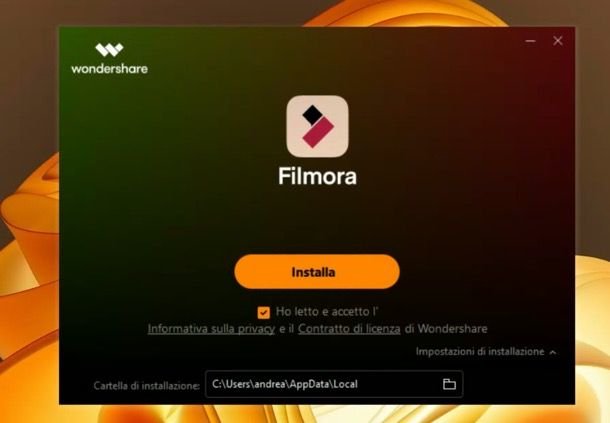 wondershare
Filmora
Installa
Ho letto e accetto l'
Informativa sulla privacy e il Contratto di licenza di Wondershare
Impostazioni di installazione
Cartella di installazione: C:\Users\andrea\AppData\Local